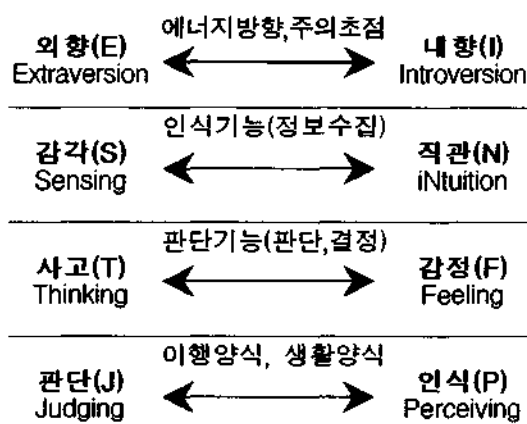 에너지방향,주의초점
외향(E) 내향(I)
Extraversion Introversion
인식기능(정보수집)
감각(S) 직관(N)
Sensing iNtuition
판단기능(판단,결정)
사고(T) 감정(F)
Thinking Feeling
이행양식, 생활양식
판단(J) 인식(P)
Judging Perceiving